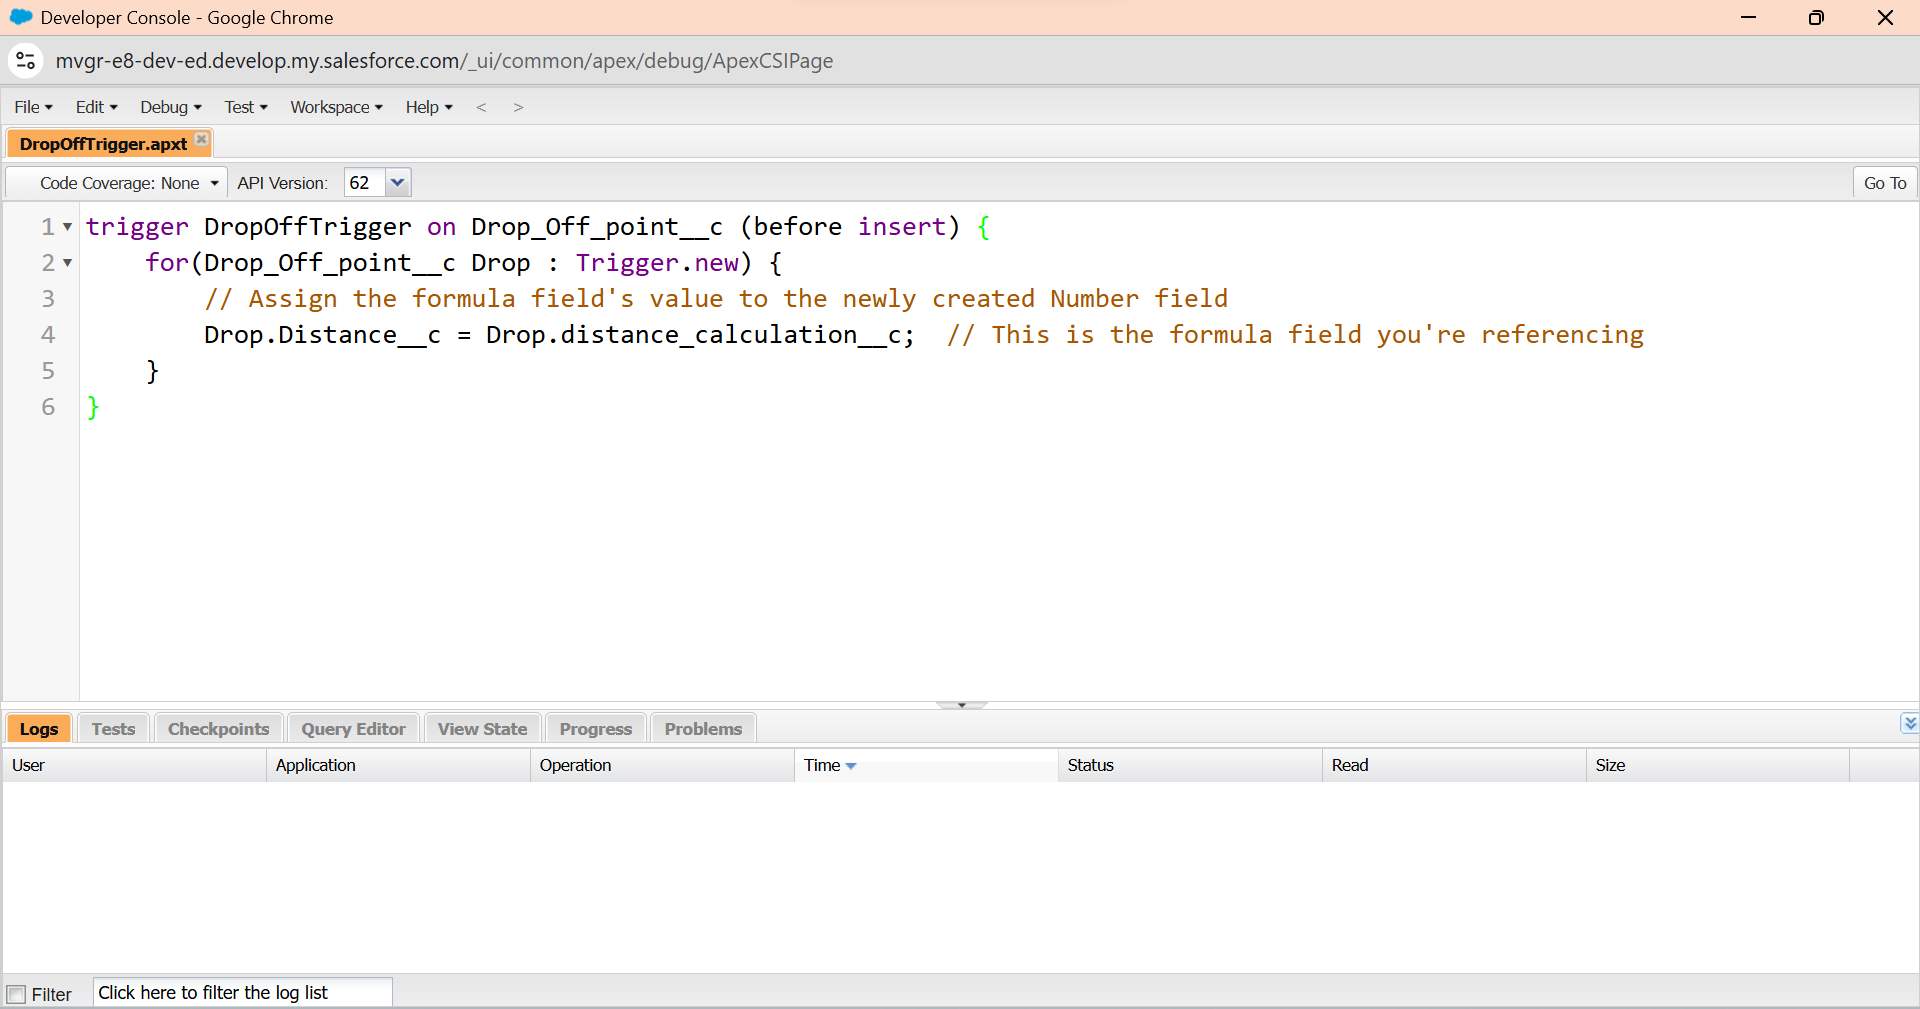 Developer Console - Google Chrome
mvgr-e8-dev-ed.develop.my.salesforce.com/_ui/common/apex/debug/ApexCSIPage
File Edit Debug Test Workspace Help < >
DropOffTrigger.apxt
Code Coverage: None API Version: 62 Go To
1 trigger DropOffTrigger on Drop_Off_point__c (before insert) {
2 for(Drop_Off_point__c Drop : Trigger.new) {
3 // Assign the formula field's value to the newly created Number field
4 Drop.Distance__c = Drop.distance_calculation__c; // This is the formula field you're referencing
5 }
6 }
Logs Tests Checkpoints Query Editor View State Progress Problems
User Application Operation Time Status Read Size
Filter Click here to filter the log list